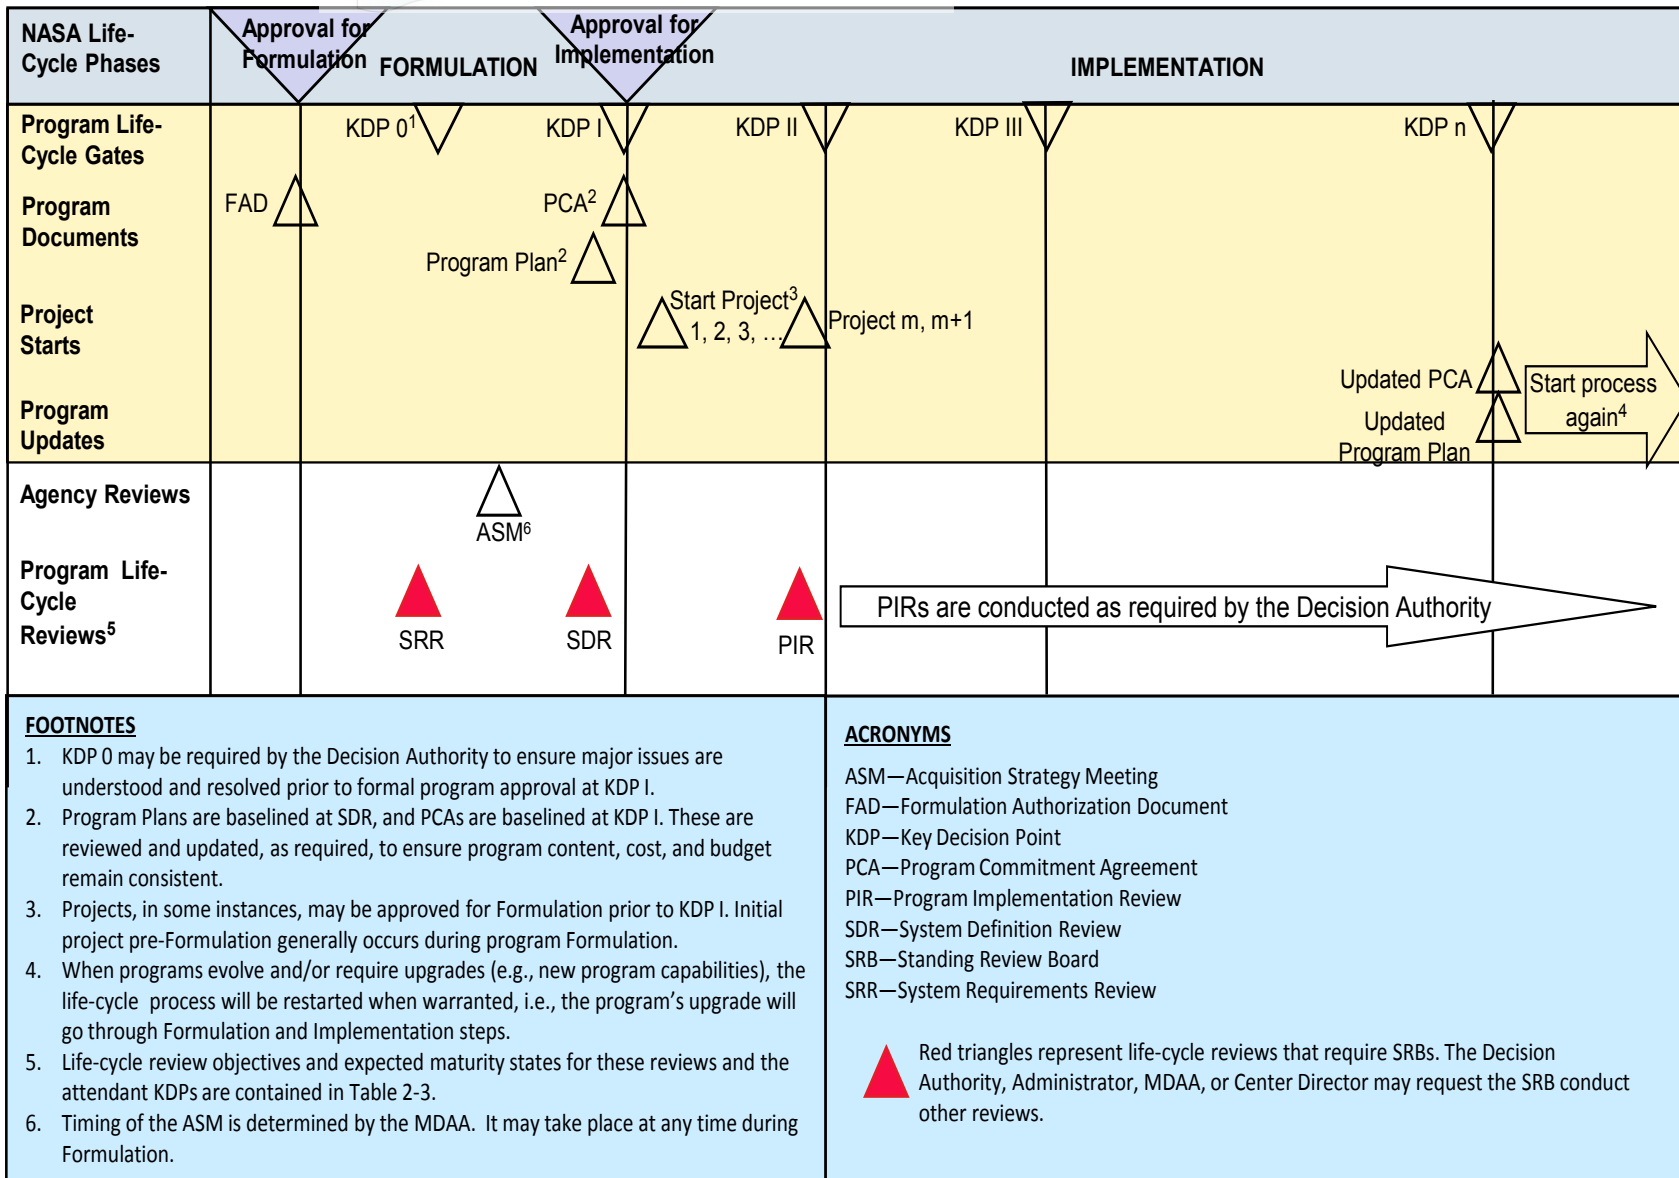 NASA Life-
Cycle Phases
Approval for
Formulation
FORMULATION
Approval for
Implementation
IMPLEMENTATION
Program Life-
Cycle Gates
KDP 0¹
KDP I
KDP II
KDP III
KDP n
Program
Documents
FAD
PCA²
Program Plan²
Project
Starts
Start Project³
1, 2, 3, …
Project m, m+1
Program
Updates
Updated PCA
Updated
Program Plan
Start process
again⁴
Agency Reviews
ASM⁶
Program Life-
Cycle
Reviews⁵
SRR
SDR
PIR
PIRs are conducted as required by the Decision Authority
FOOTNOTES
1. KDP 0 may be required by the Decision Authority to ensure major issues are
understood and resolved prior to formal program approval at KDP I.
2. Program Plans are baselined at SDR, and PCAs are baselined at KDP I. These are
reviewed and updated, as required, to ensure program content, cost, and budget
remain consistent.
3. Projects, in some instances, may be approved for Formulation prior to KDP I. Initial
project pre-Formulation generally occurs during program Formulation.
4. When programs evolve and/or require upgrades (e.g., new program capabilities), the
life-cycle process will be restarted when warranted, i.e., the program’s upgrade will
go through Formulation and Implementation steps.
5. Life-cycle review objectives and expected maturity states for these reviews and the
attendant KDPs are contained in Table 2-3.
6. Timing of the ASM is determined by the MDAA. It may take place at any time during
Formulation.
ACRONYMS
ASM—Acquisition Strategy Meeting
FAD—Formulation Authorization Document
KDP—Key Decision Point
PCA—Program Commitment Agreement
PIR—Program Implementation Review
SDR—System Definition Review
SRB—Standing Review Board
SRR—System Requirements Review
Red triangles represent life-cycle reviews that require SRBs. The Decision
Authority, Administrator, MDAA, or Center Director may request the SRB conduct
other reviews.